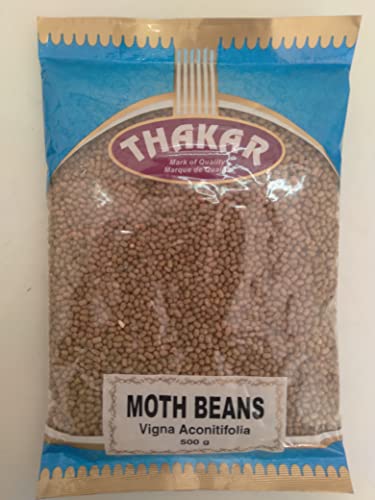 THAKAR
Mark of Quality
Marque de Qualité
MOTH BEANS
Vigna Aconitifolia
500 g